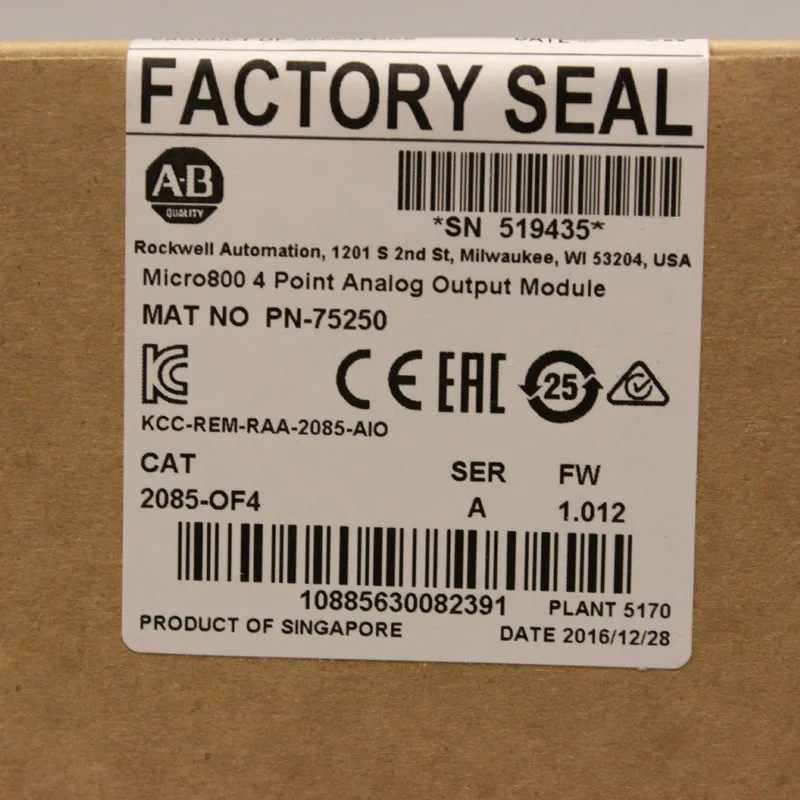 FACTORY SEAL
A-B
QUALITY
*SN 519435*
Rockwell Automation, 1201 S 2nd St, Milwaukee, WI 53204, USA
Micro800 4 Point Analog Output Module
MAT NO PN-75250
CE EAC 25
KCC-REM-RAA-2085-AIO
CAT SER FW
2085-OF4 A 1.012
10885630082391 PLANT 5170
PRODUCT OF SINGAPORE DATE 2016/12/28